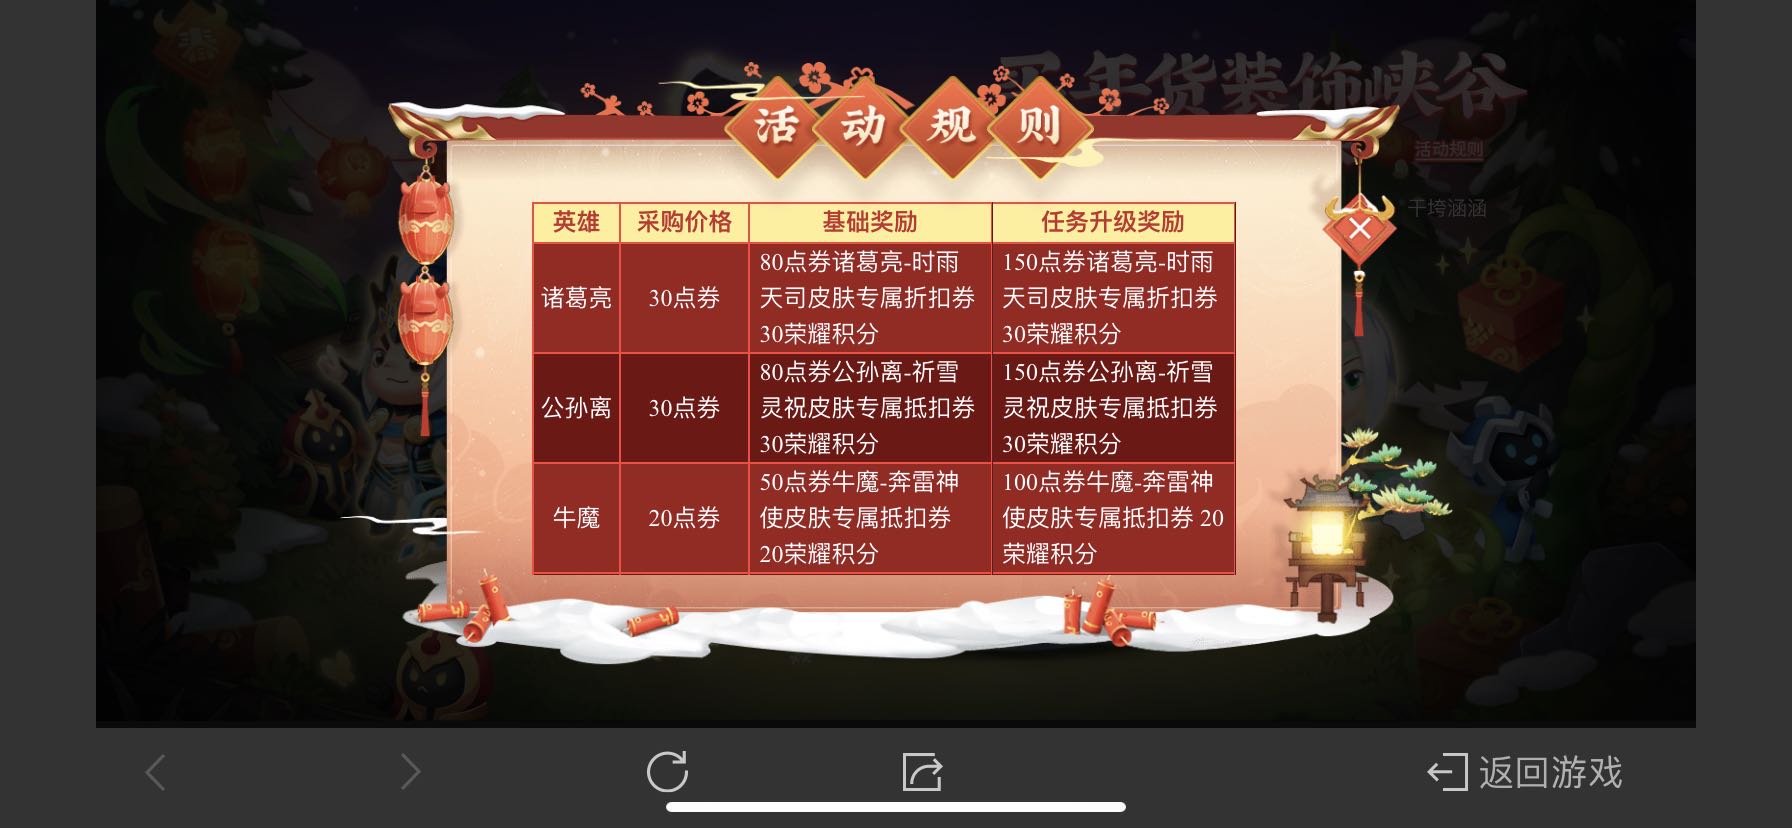 买年货装饰峡谷
活动规则
活动规则
干垮涵涵
英雄 采购价格 基础奖励 任务升级奖励
诸葛亮 30点券 80点券诸葛亮-时雨
天司皮肤专属折扣券
30荣耀积分
150点券诸葛亮-时雨
天司皮肤专属折扣券
30荣耀积分
公孙离 30点券 80点券公孙离-祈雪
灵祝皮肤专属抵扣券
30荣耀积分
150点券公孙离-祈雪
灵祝皮肤专属抵扣券
30荣耀积分
牛魔 20点券 50点券牛魔-奔雷神
使皮肤专属抵扣券
20荣耀积分
100点券牛魔-奔雷神
使皮肤专属抵扣券 20
荣耀积分
返回游戏